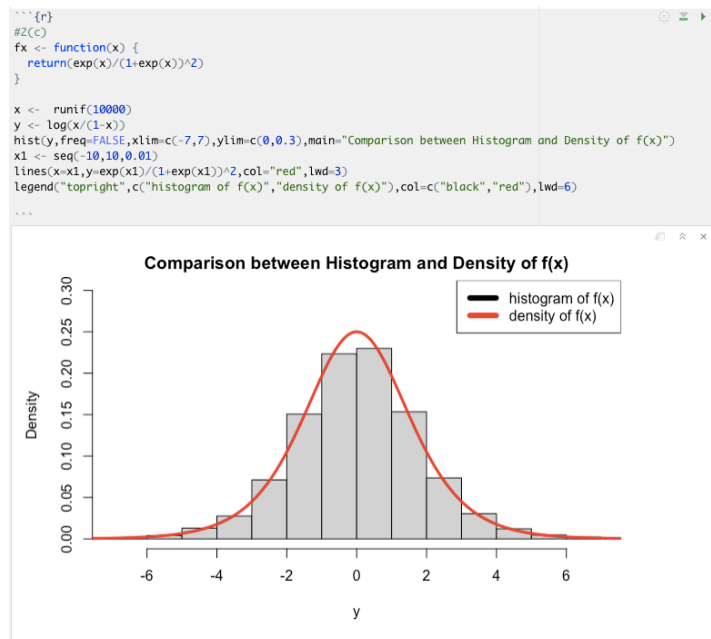 ```{r}
#2(c)
fx <- function(x) {
  return(exp(x)/(1+exp(x))^2)
}
x <-  runif(10000)
y <- log(x/(1-x))
hist(y,freq=FALSE,xlim=c(-7,7),ylim=c(0,0.3),main="Comparison between Histogram and Density of f(x)")
x1 <- seq(-10,10,0.01)
lines(x=x1,y=exp(x1)/(1+exp(x1))^2,col="red",lwd=3)
legend("topright",c("histogram of f(x)","density of f(x)"),col=c("black","red"),lwd=6)
```
Comparison between Histogram and Density of f(x)
histogram of f(x)
density of f(x)
Density
0.30
0.25
0.20
0.15
0.10
0.05
0.00
-6 -4 -2 0 2 4 6
y